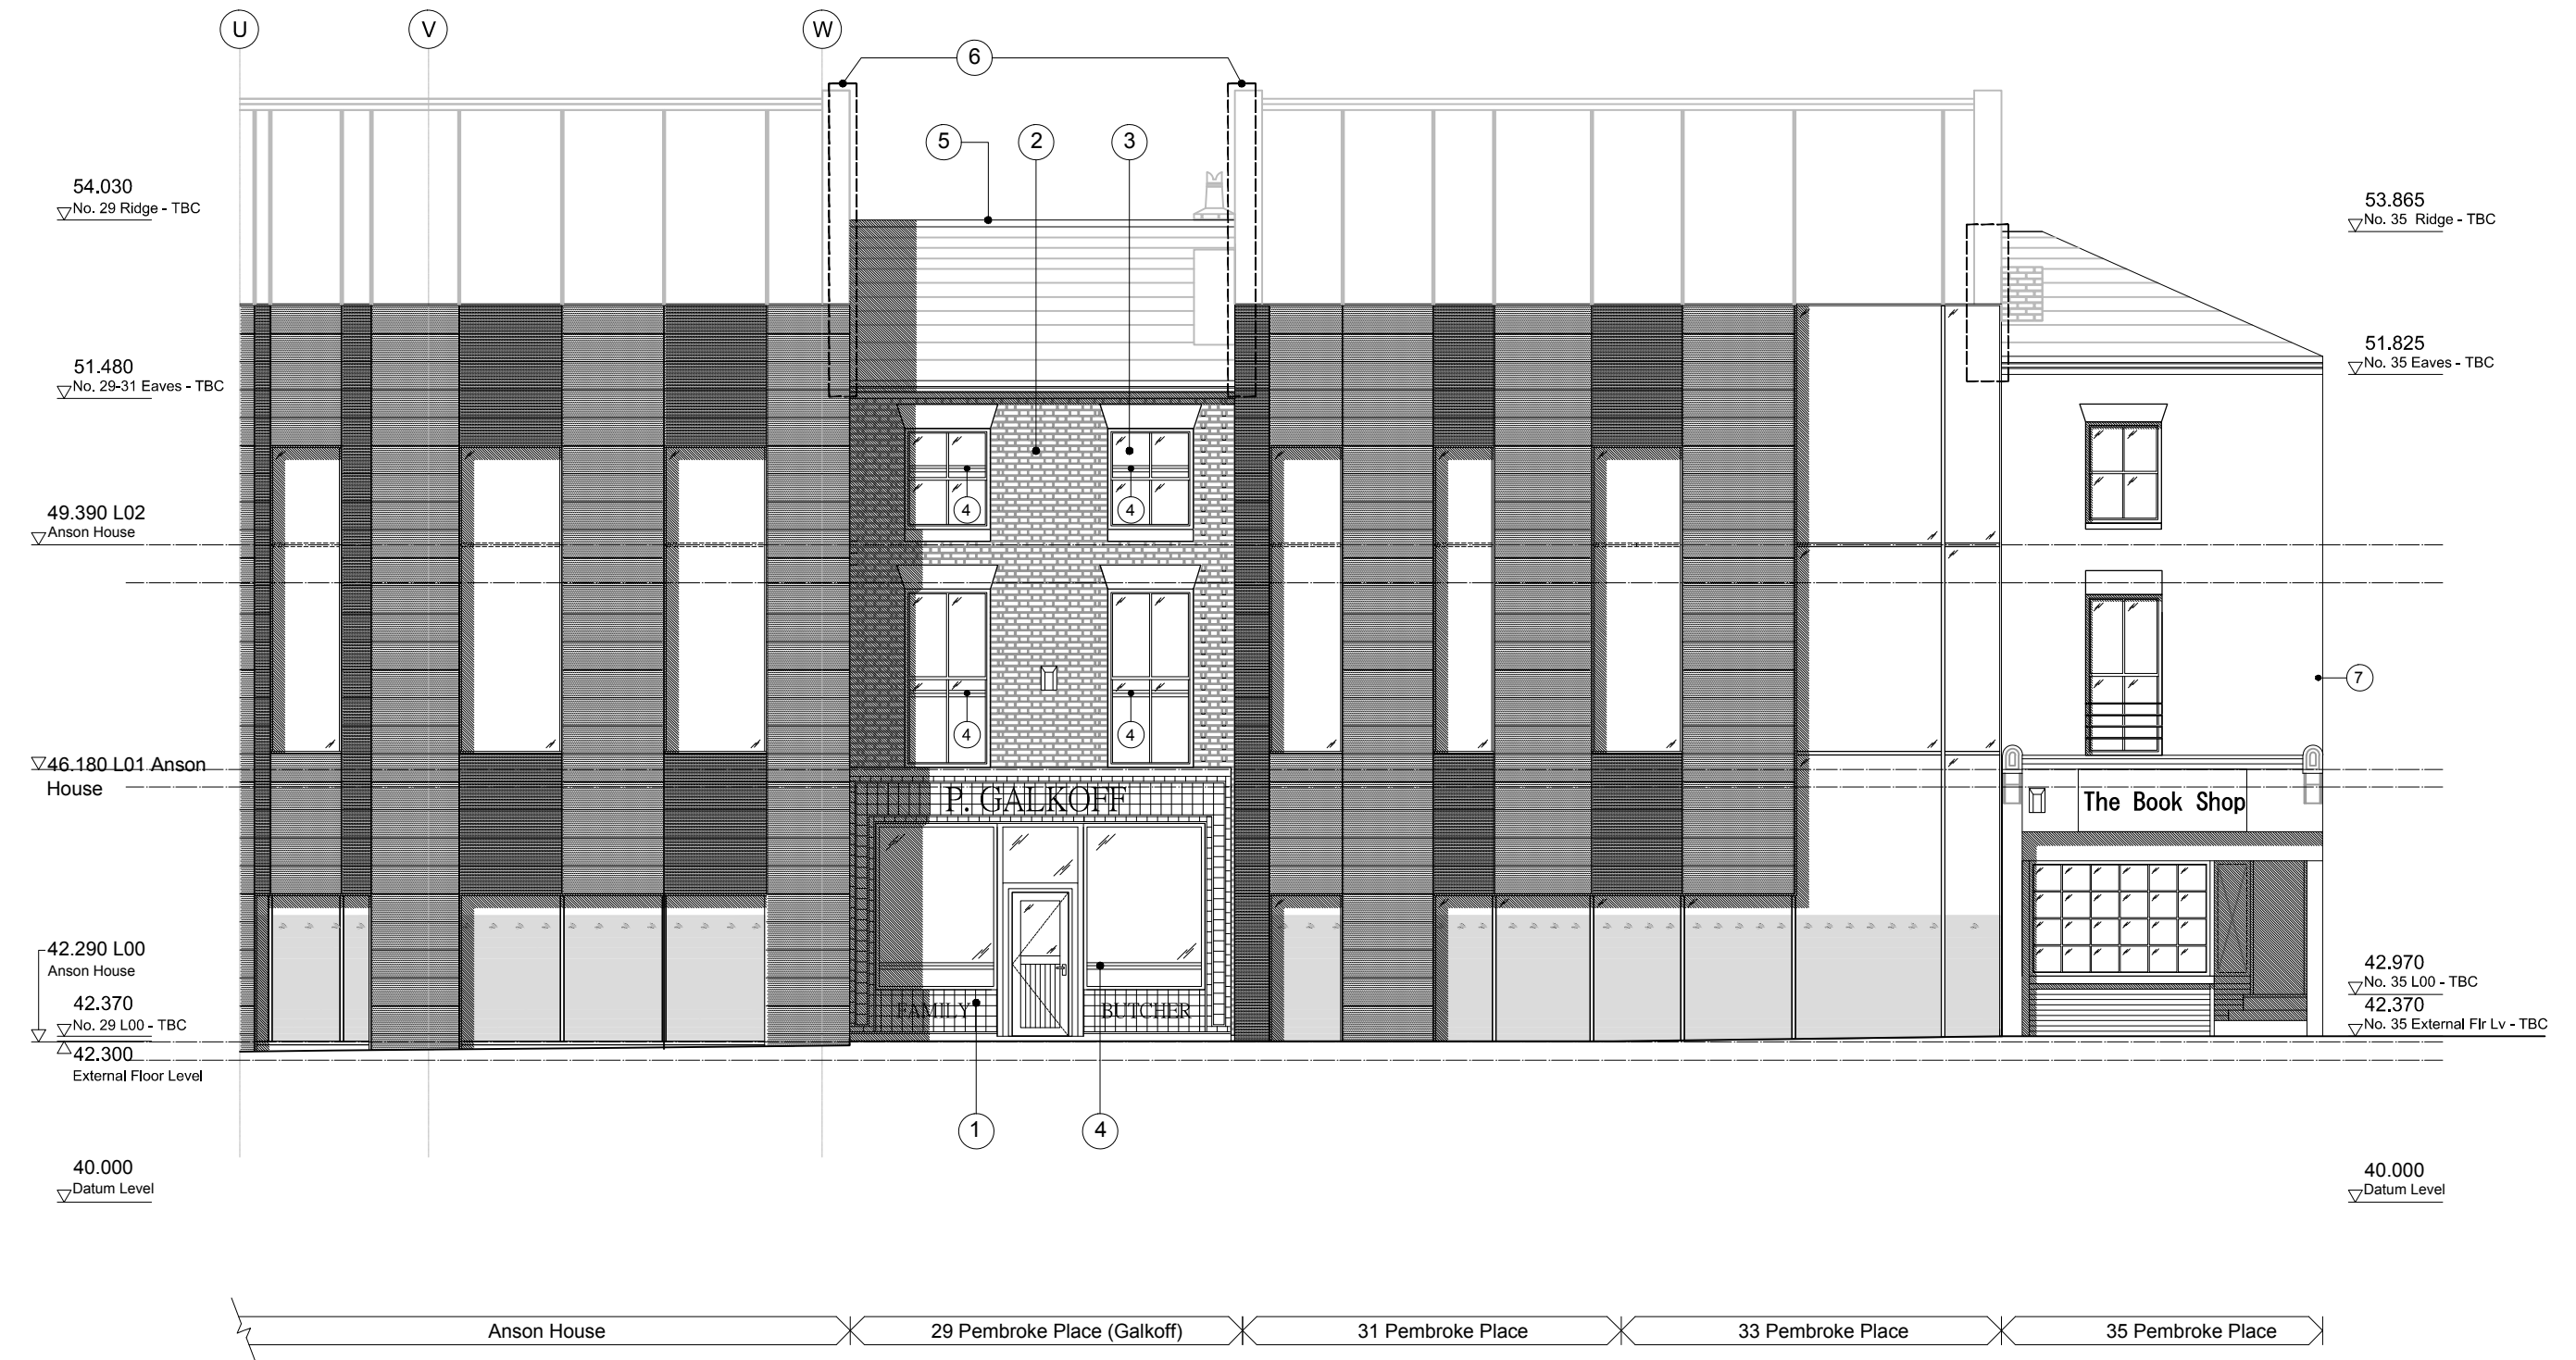 U
V
W
6
5
2
3
54.030
No. 29 Ridge - TBC
53.865
No. 35 Ridge - TBC
51.480
No. 29-31 Eaves - TBC
51.825
No. 35 Eaves - TBC
49.390 L02
Anson House
4
4
7
4
4
46.180 L01 Anson
House
P. GALKOFF
The Book Shop
42.290 L00
Anson House
42.970
No. 35 L00 - TBC
42.370
No. 29 L00 - TBC
42.370
No. 35 External Flr Lv - TBC
FAMILY
BUTCHER
42.300
External Floor Level
1
4
40.000
Datum Level
40.000
Datum Level
Anson House
29 Pembroke Place (Galkoff)
31 Pembroke Place
33 Pembroke Place
35 Pembroke Place